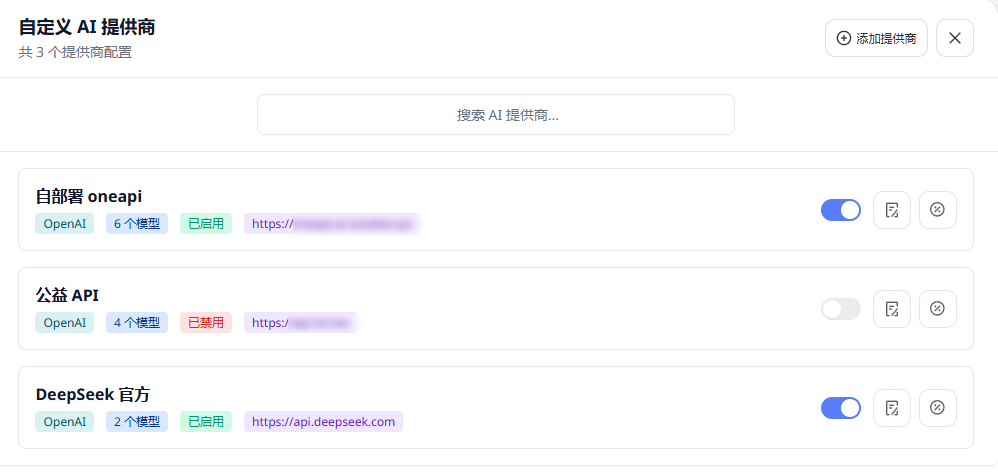 自定义 AI 提供商
共 3 个提供商配置
添加提供商
搜索 AI 提供商...
自部署 oneapi
OpenAI 6 个模型 已启用 https://
公益 API
OpenAI 4 个模型 已禁用 https:/
DeepSeek 官方
OpenAI 2 个模型 已启用 https://api.deepseek.com